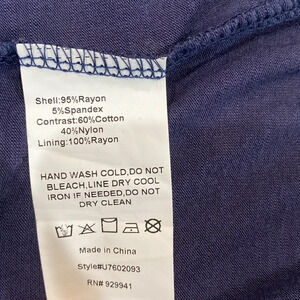 Shell:95%Rayon
5%Spandex
Contrast:60%Cotton
40%Nylon
Lining:100%Rayon
HAND WASH COLD,DO NOT
BLEACH,LINE DRY COOL
IRON IF NEEDED,DO NOT
DRY CLEAN
Made in China
Style#U7602093
RN# 929941